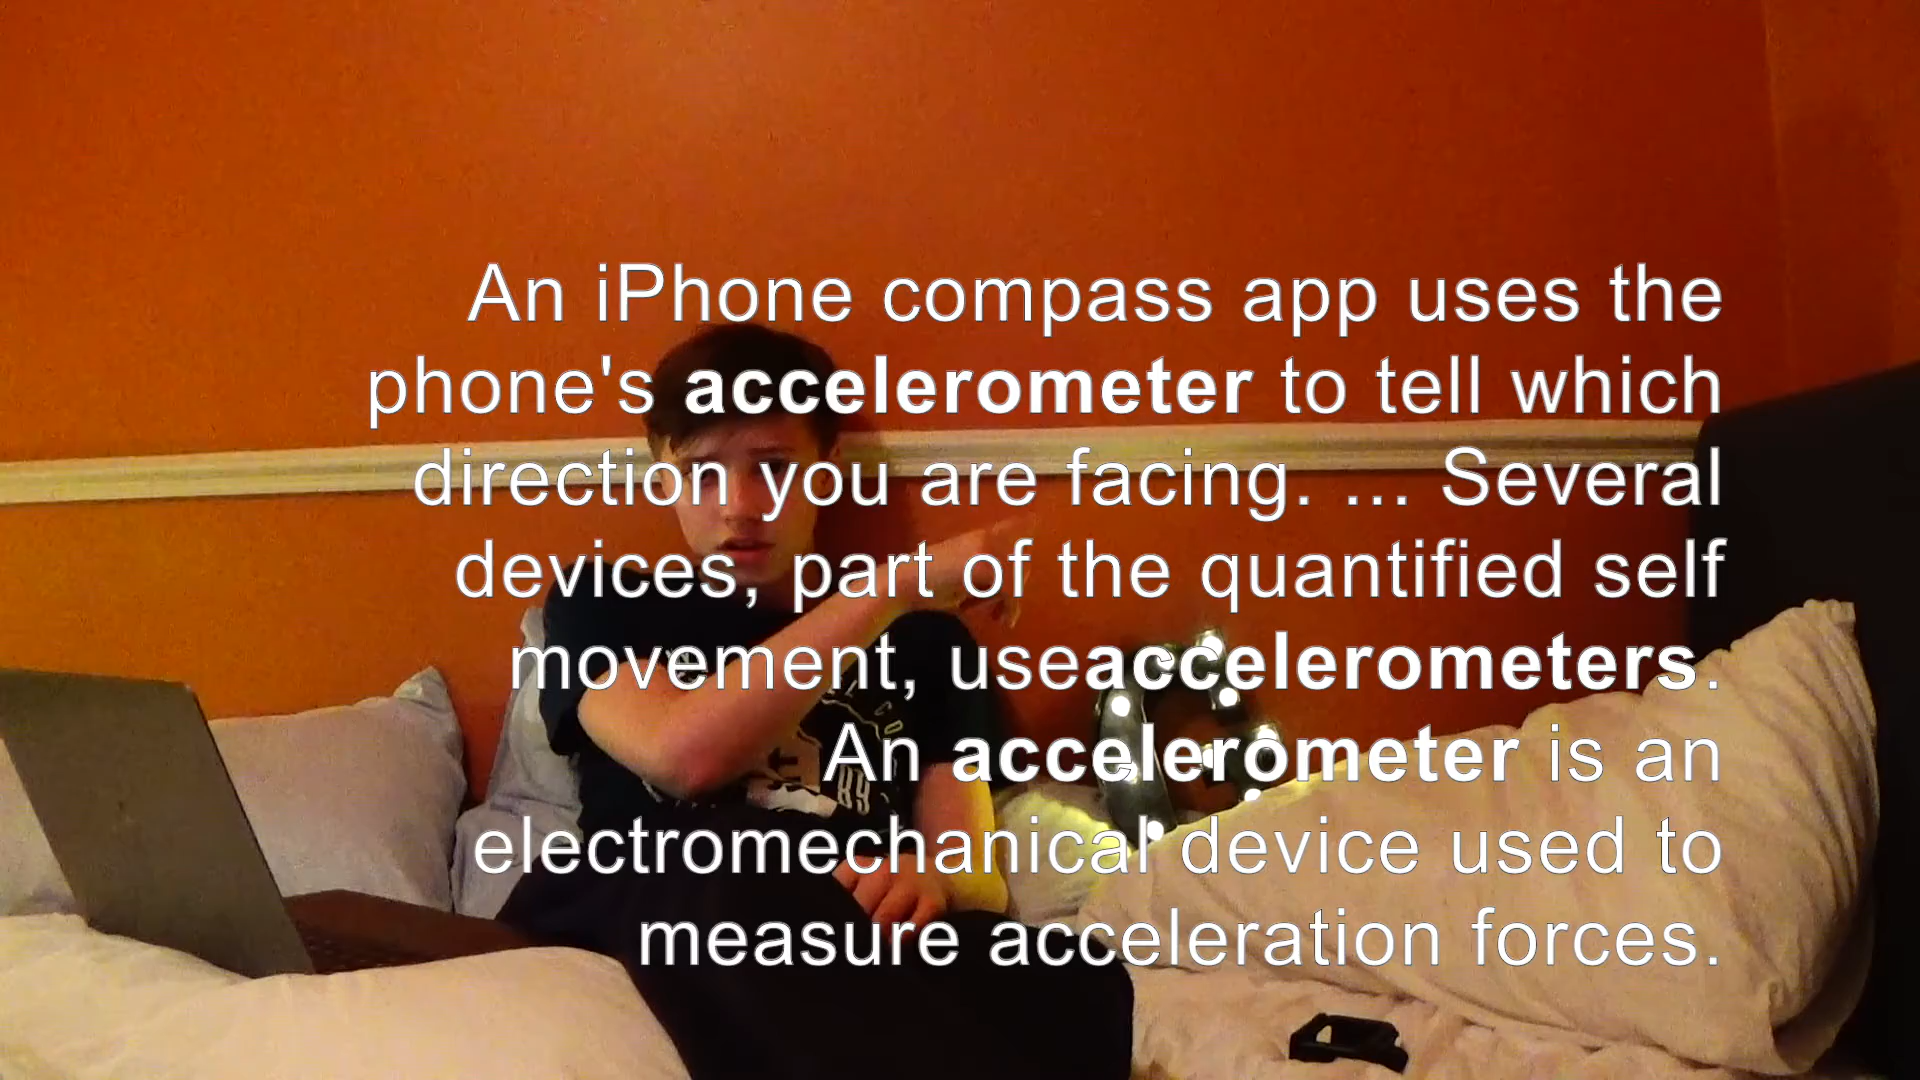 An iPhone compass app uses the
phone's accelerometer to tell which
direction you are facing. ... Several
devices, part of the quantified self
movement, useaccelerometers.
An accelerometer is an
electromechanical device used to
measure acceleration forces.